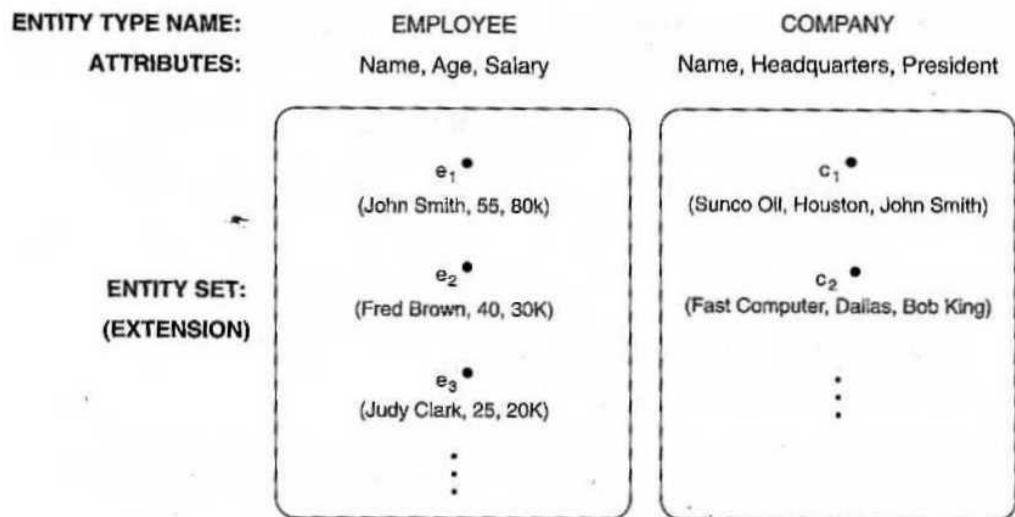 ENTITY TYPE NAME: EMPLOYEE COMPANY
ATTRIBUTES: Name, Age, Salary Name, Headquarters, President
e₁ c₁
(John Smith, 55, 80k) (Sunco Oil, Houston, John Smith)
e₂ c₂
ENTITY SET:
(Fred Brown, 40, 30K) (Fast Computer, Dallas, Bob King)
(EXTENSION)
e₃
(Judy Clark, 25, 20K)